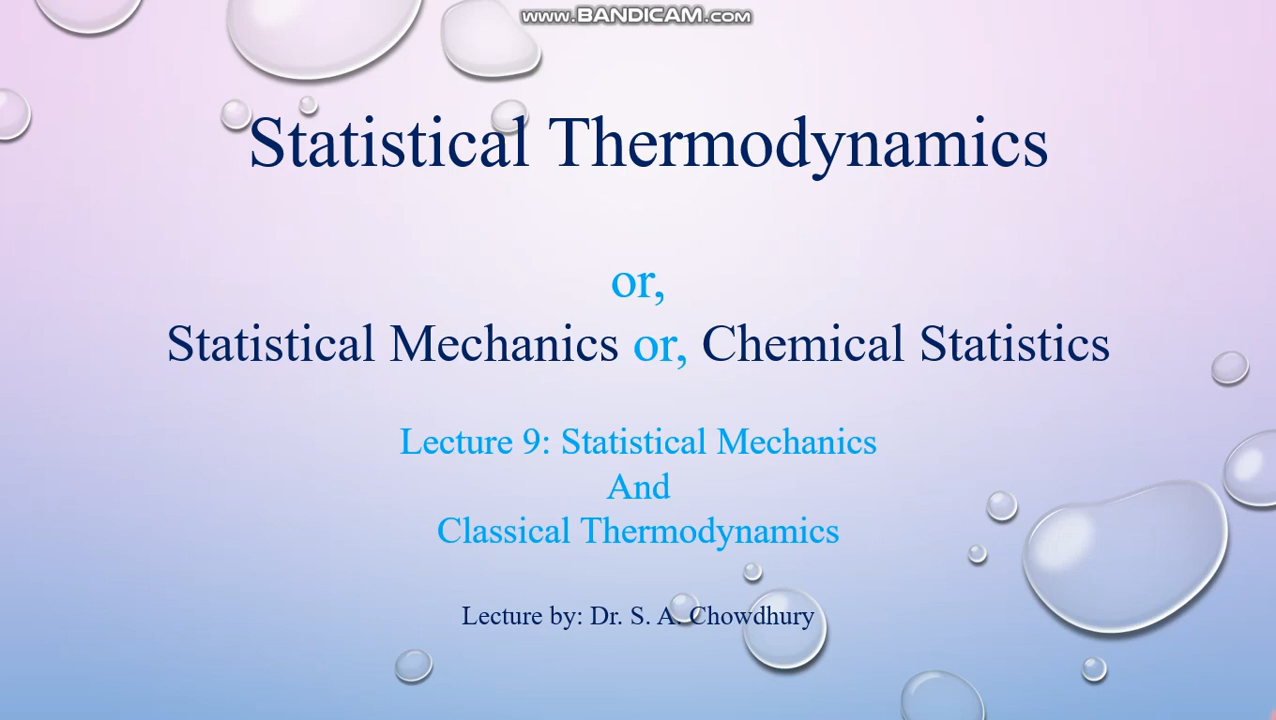 www.BANDICAM.com
Statistical Thermodynamics
or,
Statistical Mechanics or, Chemical Statistics
Lecture 9: Statistical Mechanics
And
Classical Thermodynamics
Lecture by: Dr. S. A. Chowdhury